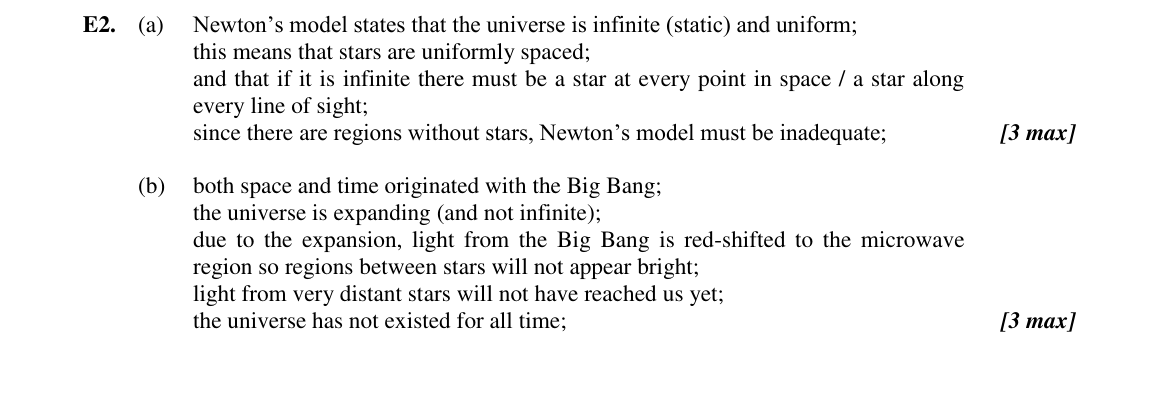 E2. (a) Newton's model states that the universe is infinite (static) and uniform;
this means that stars are uniformly spaced;
and that if it is infinite there must be a star at every point in space / a star along
every line of sight;
since there are regions without stars, Newton's model must be inadequate; [3 max]
(b) both space and time originated with the Big Bang;
the universe is expanding (and not infinite);
due to the expansion, light from the Big Bang is red-shifted to the microwave
region so regions between stars will not appear bright;
light from very distant stars will not have reached us yet;
the universe has not existed for all time; [3 max]